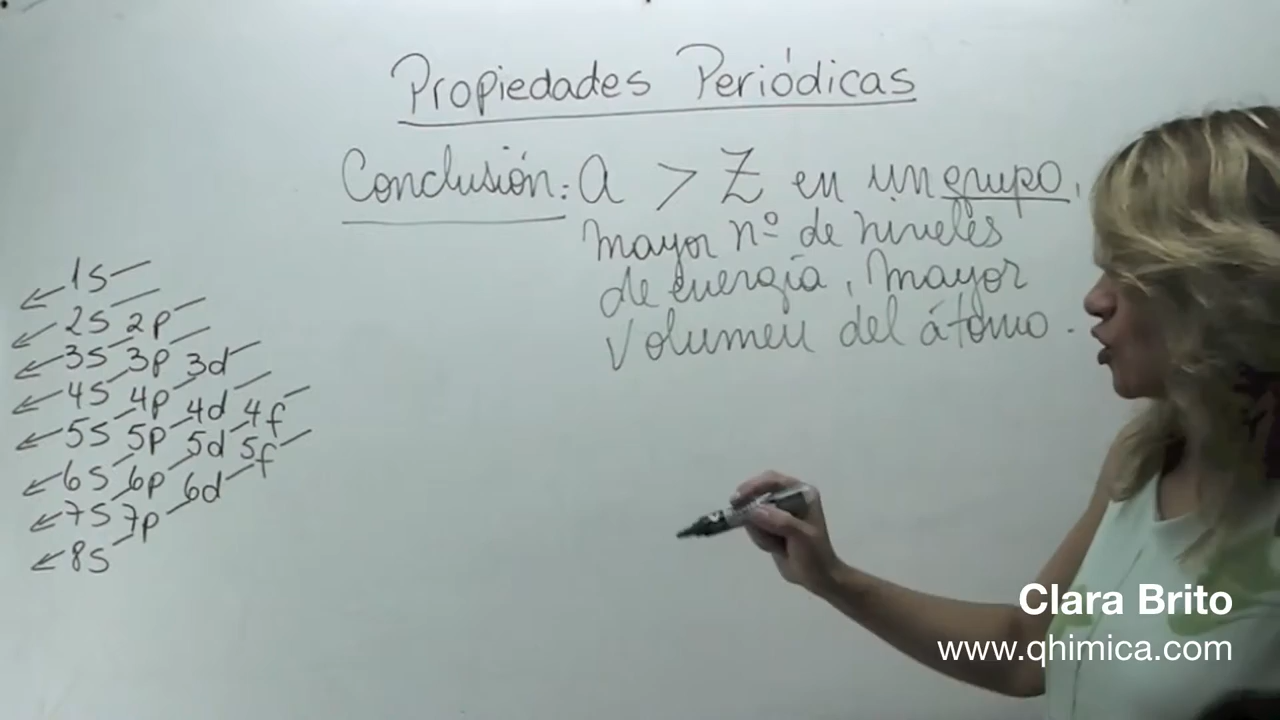 Propiedades Periódicas
Conclusión: a > Z en un grupo,
mayor nº de niveles
de energía, mayor
volumen del átomo.
1s
2s 2p
3s 3p 3d
4s 4p 4d 4f
5s 5p 5d 5f
6s 6p 6d
7s 7p
8s
Clara Brito
www.qhimica.com